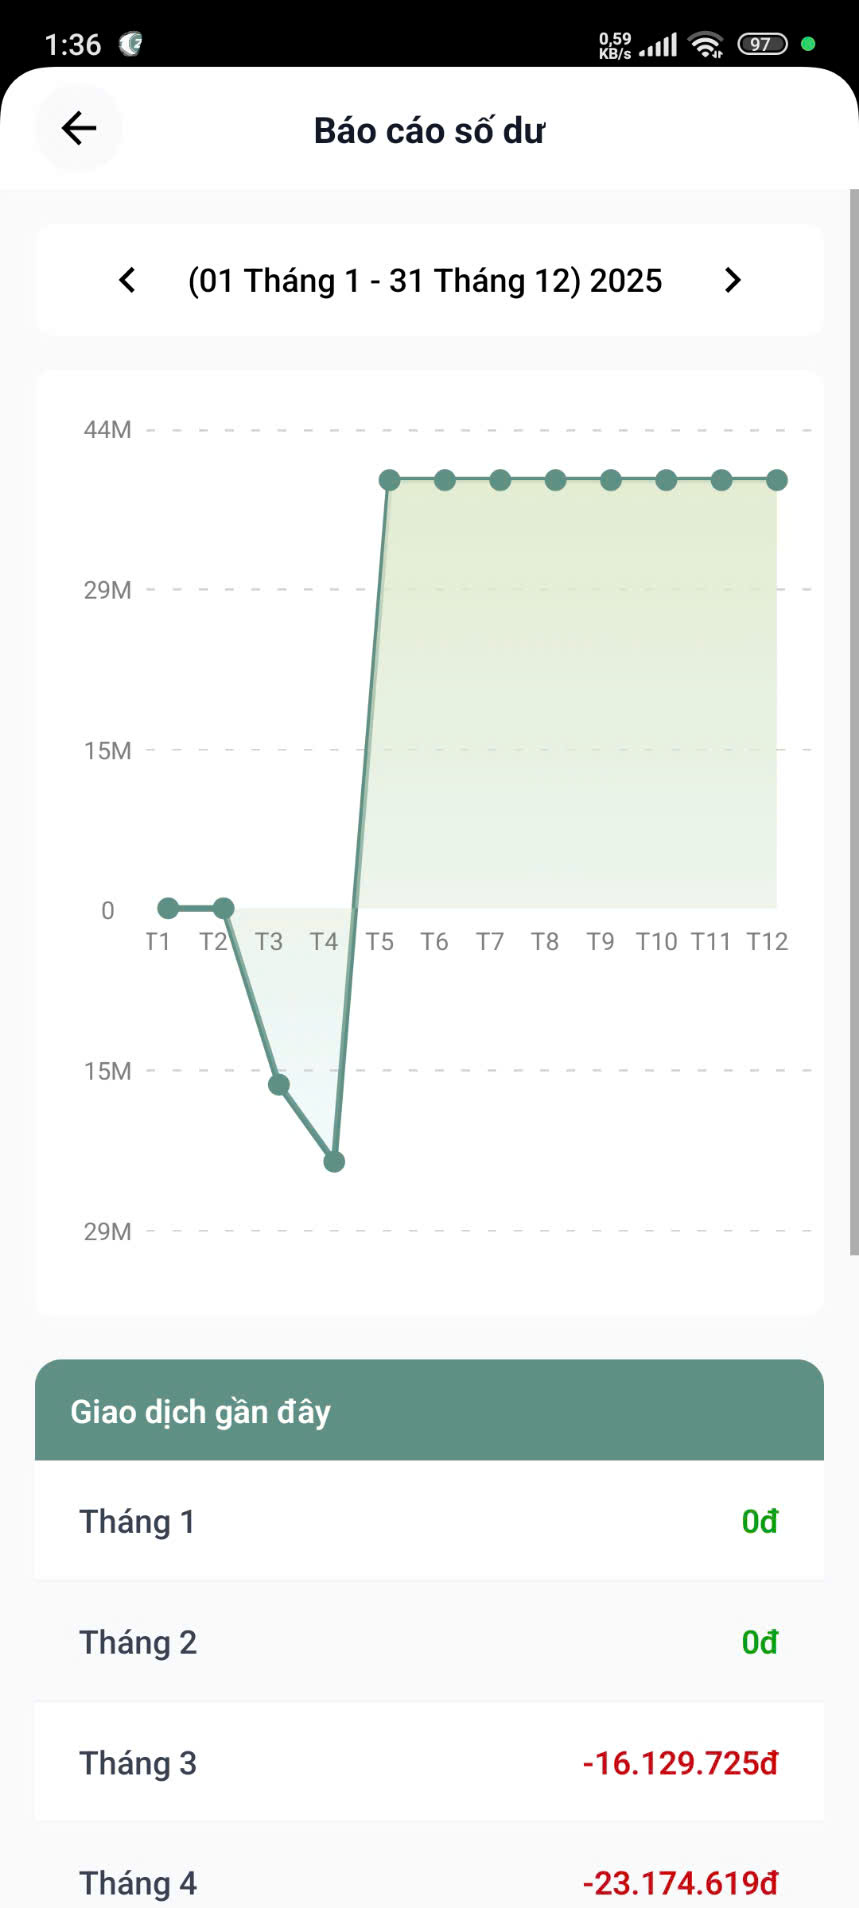 1:36
0,59
KB/s
97
Báo cáo số dư
(01 Tháng 1 - 31 Tháng 12) 2025
44M
29M
15M
0
T1 T2 T3 T4 T5 T6 T7 T8 T9 T10 T11 T12
15M
29M
Giao dịch gần đây
Tháng 1 0đ
Tháng 2 0đ
Tháng 3 -16.129.725đ
Tháng 4 -23.174.619đ